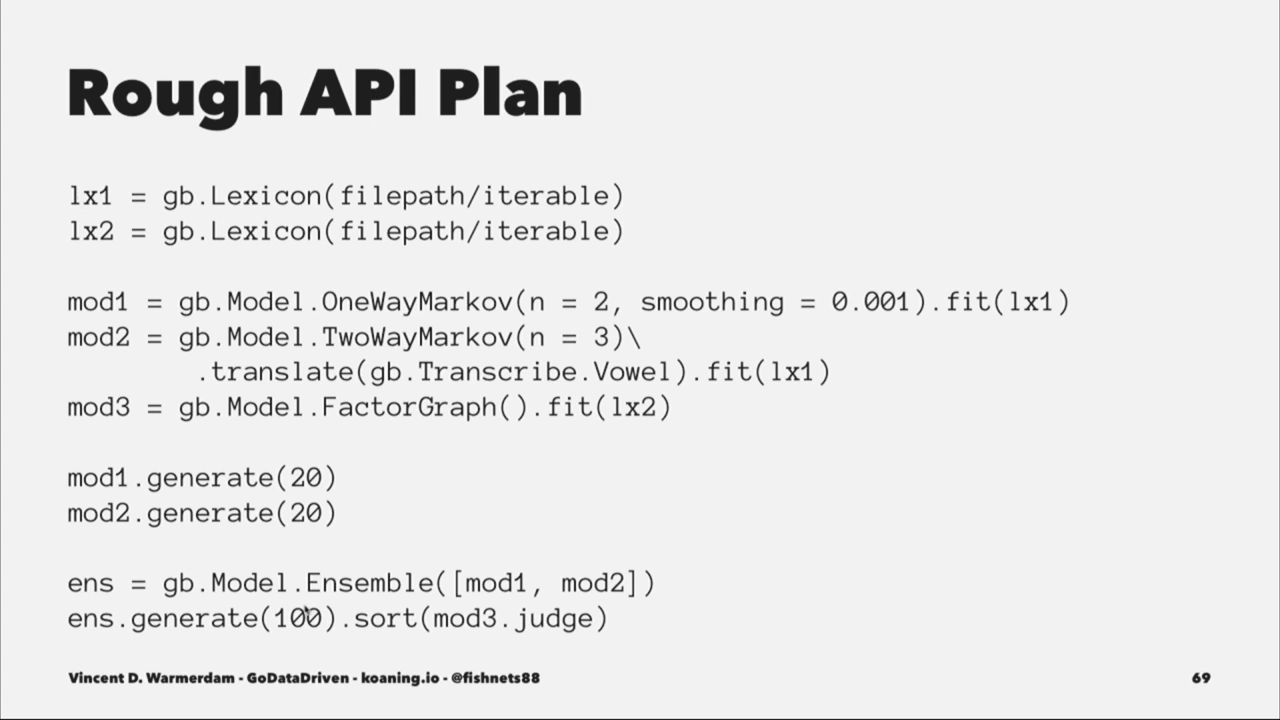 Rough API Plan
lx1 = gb.Lexicon(filepath/iterable)
lx2 = gb.Lexicon(filepath/iterable)
mod1 = gb.Model.OneWayMarkov(n = 2, smoothing = 0.001).fit(lx1)
mod2 = gb.Model.TwoWayMarkov(n = 3)\
.translate(gb.Transcribe.Vowel).fit(lx1)
mod3 = gb.Model.FactorGraph().fit(lx2)
mod1.generate(20)
mod2.generate(20)
ens = gb.Model.Ensemble([mod1, mod2])
ens.generate(100).sort(mod3.judge)
Vincent D. Warmerdam - GoDataDriven - koaning.io - @fishnets88 69